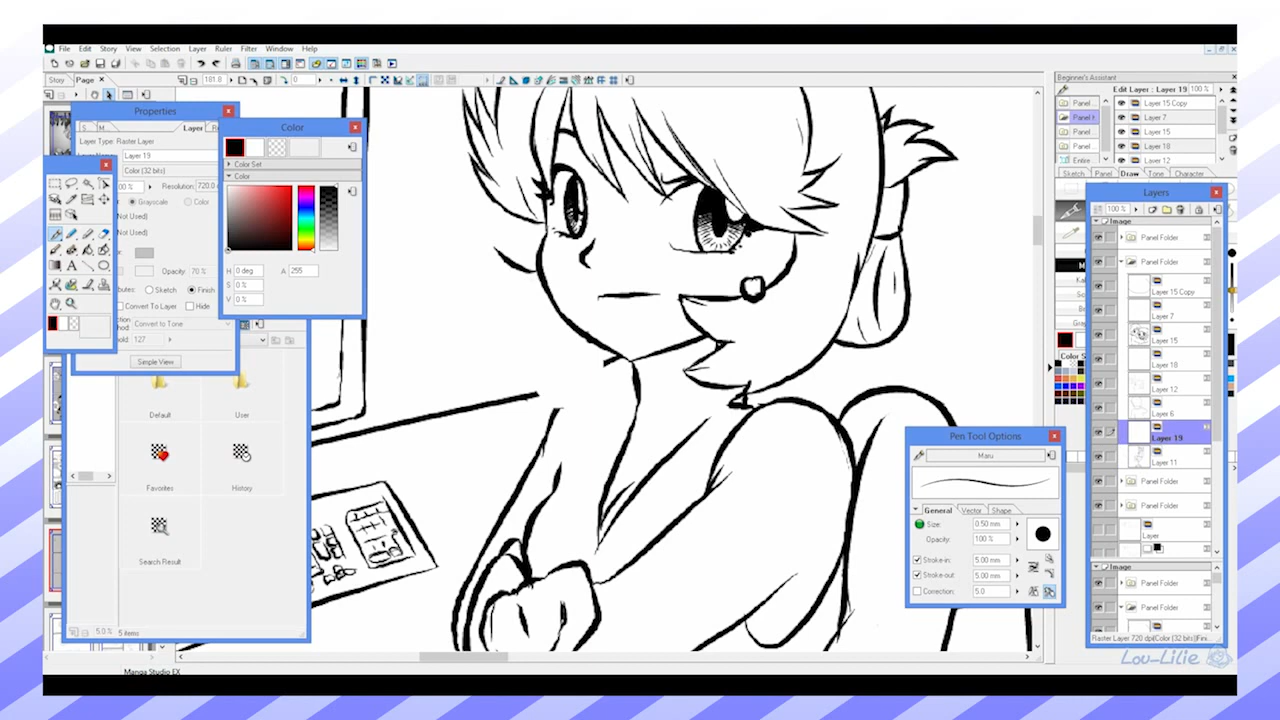 File Edit Story View Selection Layer Ruler Filter Window Help
181.8
0
Story Page
Properties
S... M... Layer
Layer Type: Raster Layer
Layer 19
Color (32 bits)
Resolution: 720.0
Grayscale Color
Not Used)
Not Used)
Opacity: 70 %
Sketch Finish
Convert To Layer Hide
Convert to Tone
127
Simple View
Color
Color Set
Color
H 0 deg A 255
S 0 %
V 0 %
Default User
Favorites History
Search Result
5.0 % 5 items
Manga Studio EX
Beginner's Assistant
Edit Layer : Layer 19 100 %
Panel... Layer 15 Copy
Layer 7
Panel... Layer 15
Panel... Layer 18
Entire Layer 12
Sketch Panel Draw Tone Character
Layers
100 %
Image
Panel Folder
Panel Folder
Layer 15 Copy
Layer 7
Layer 15
Layer 18
Layer 12
Layer 6
Layer 19
Layer 11
Panel Folder
Panel Folder
Layer
Image
Panel Folder
Panel Folder
Raster Layer 720 dpi(Color (32 bits)|Fini...
Pen Tool Options
Maru
General Vector Shape
Size: 0.50 mm
Opacity: 100 %
Stroke-in: 5.00 mm
Stroke-out: 5.00 mm
Correction: 5.0
Lou-Lilie